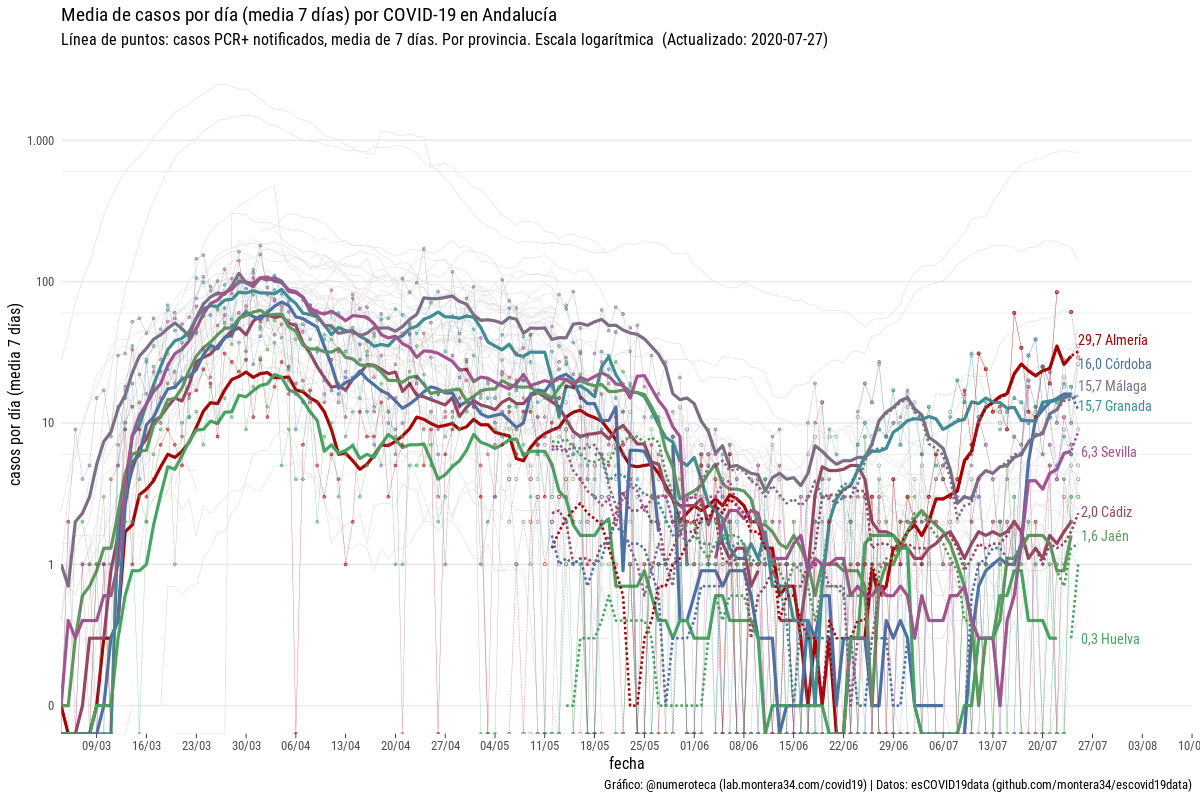 Media de casos por día (media 7 días) por COVID-19 en Andalucía
Línea de puntos: casos PCR+ notificados, media de 7 días. Por provincia. Escala logarítmica  (Actualizado: 2020-07-27)
casos por día (media 7 días)
1.000
100
10
1
0
29,7 Almería
16,0 Córdoba
15,7 Málaga
15,7 Granada
6,3 Sevilla
2,0 Cádiz
1,6 Jaén
0,3 Huelva
09/03 16/03 23/03 30/03 06/04 13/04 20/04 27/04 04/05 11/05 18/05 25/05 01/06 08/06 15/06 22/06 29/06 06/07 13/07 20/07 27/07 03/08 10/0
fecha
Gráfico: @numeroteca (lab.montera34.com/covid19) | Datos: esCOVID19data (github.com/montera34/escovid19data)